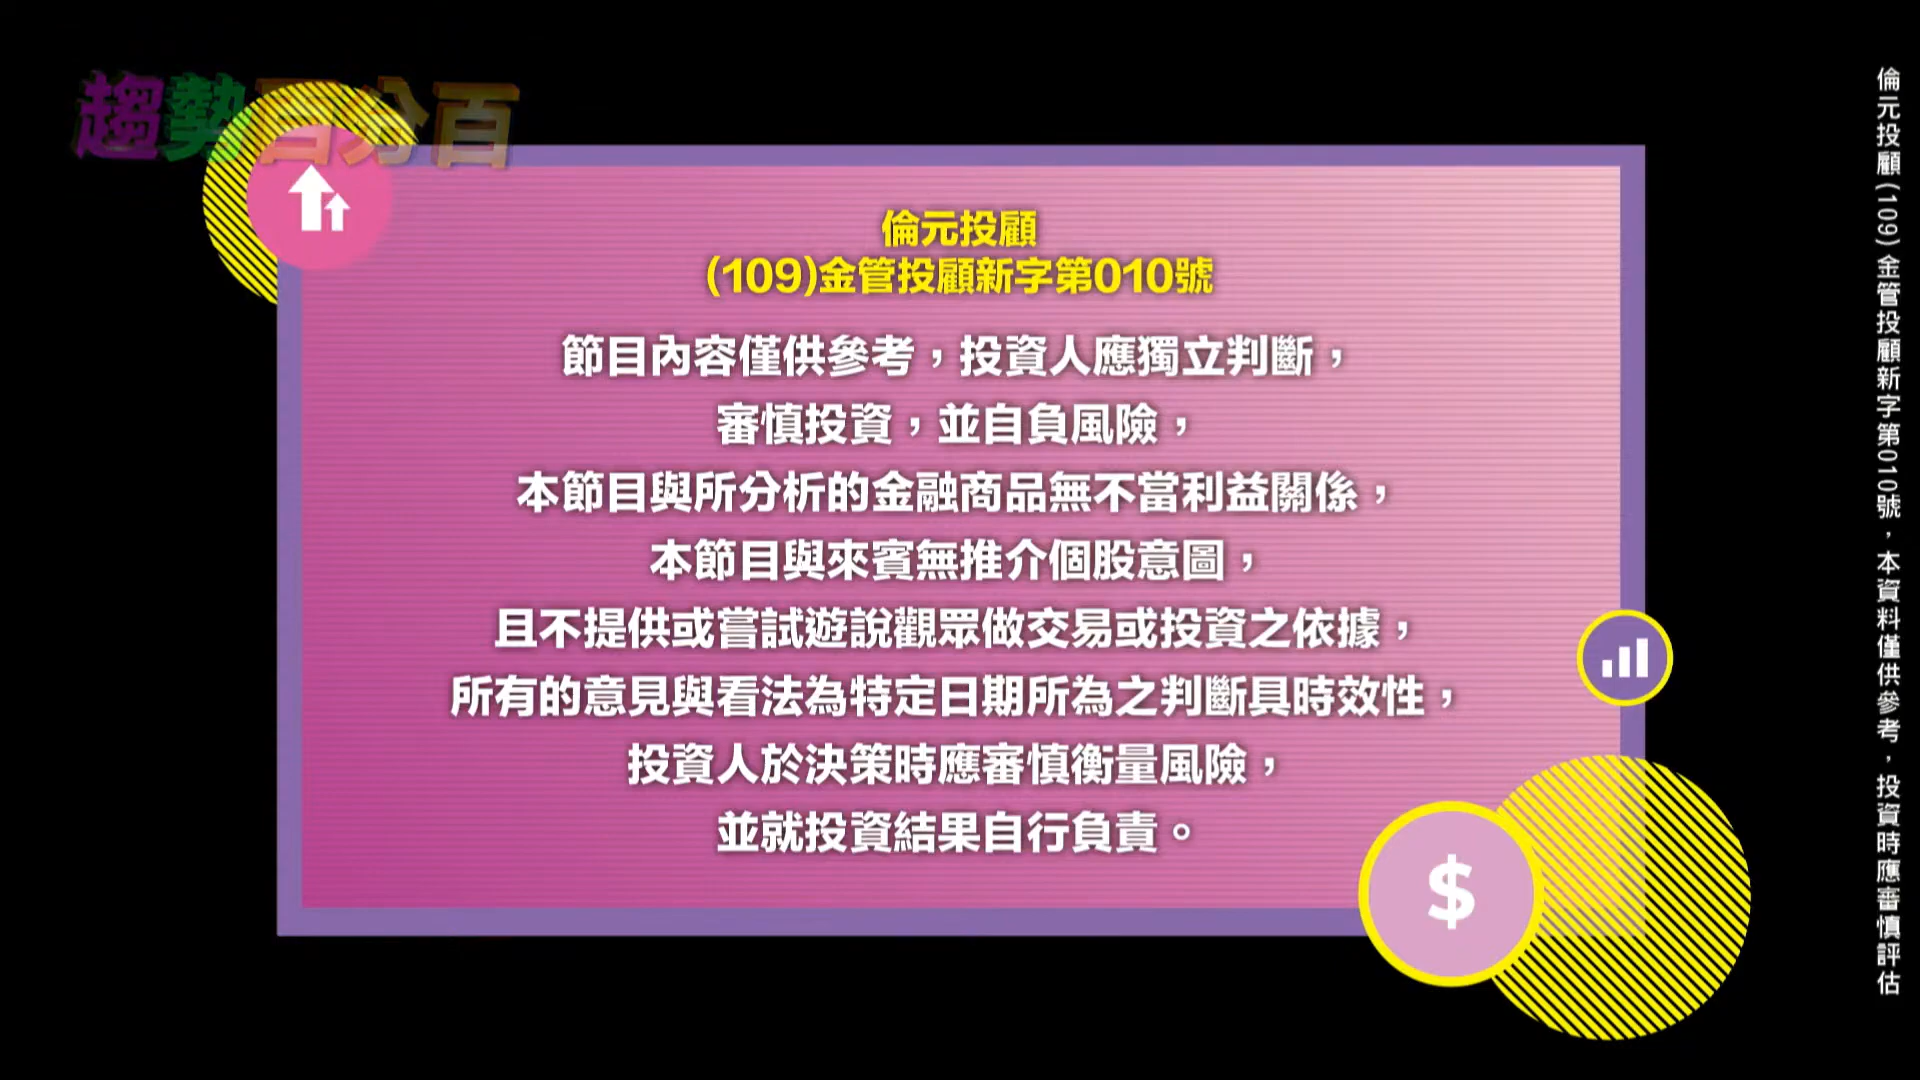 趨勢百分百
倫元投顧
(109)金管投顧新字第010號
節目內容僅供參考，投資人應獨立判斷，
審慎投資，並自負風險，
本節目與所分析的金融商品無不當利益關係，
本節目與來賓無推介個股意圖，
且不提供或嘗試遊說觀眾做交易或投資之依據，
所有的意見與看法為特定日期所為之判斷具時效性，
投資人於決策時應審慎衡量風險，
並就投資結果自行負責。
$
倫元投顧(109)金管投顧新字第010號，本資料僅供參考，投資時應審慎評估